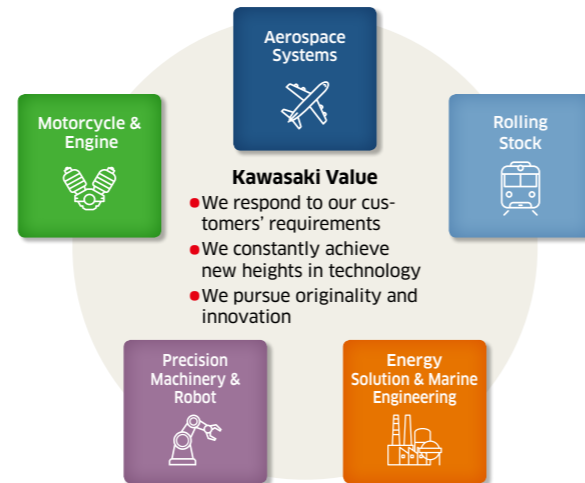 Aerospace
Systems
Motorcycle &
Engine
Rolling
Stock
Kawasaki Value
●We respond to our cus-
tomers' requirements
●We constantly achieve
new heights in technology
●We pursue originality and
innovation
Precision
Machinery &
Robot
Energy
Solution & Marine
Engineering